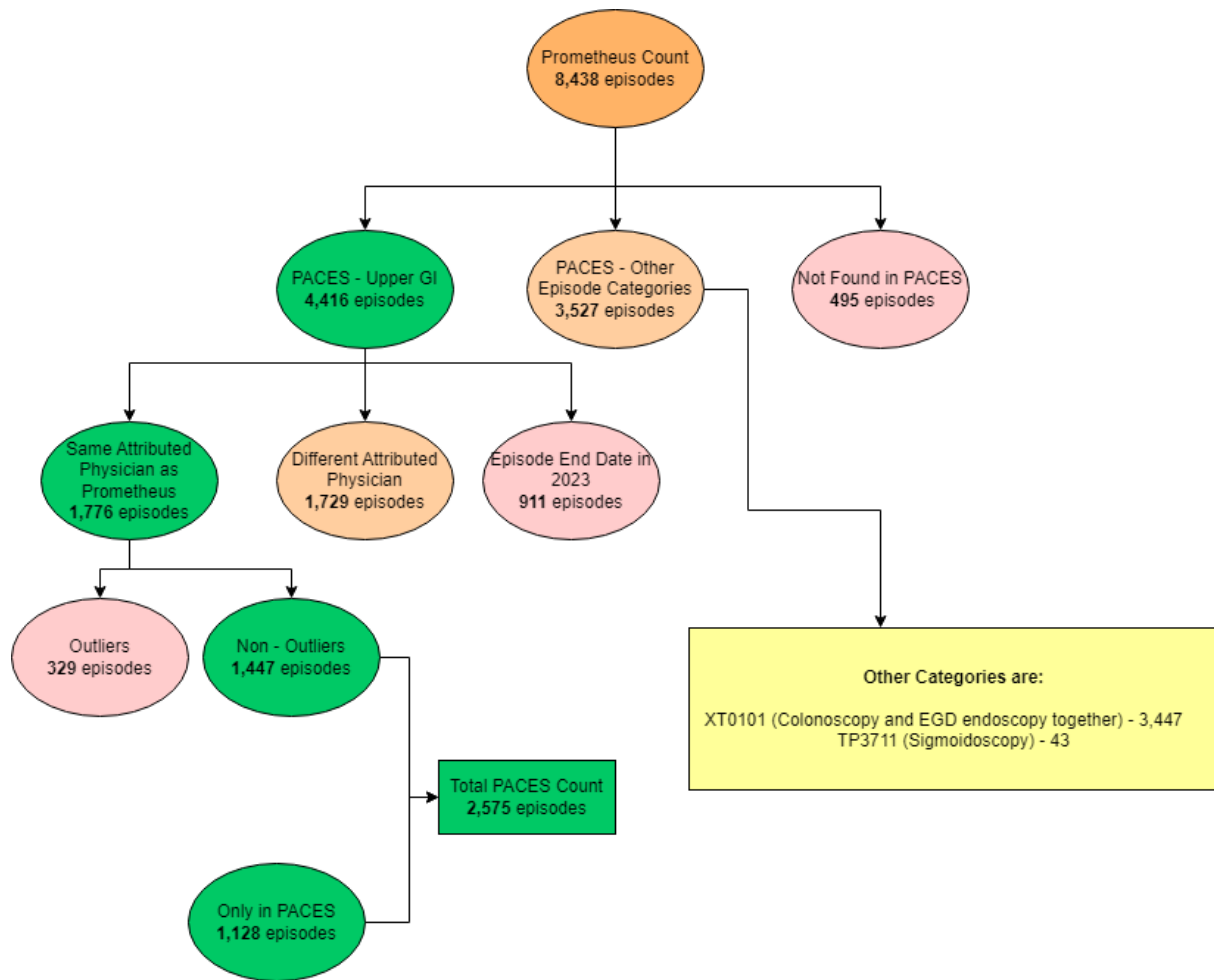 Prometheus Count
8,438 episodes
PACES - Upper GI
4,416 episodes
PACES - Other
Episode Categories
3,527 episodes
Not Found in PACES
495 episodes
Same Attributed
Physician as
Prometheus
1,776 episodes
Different Attributed
Physician
1,729 episodes
Episode End Date in
2023
911 episodes
Outliers
329 episodes
Non - Outliers
1,447 episodes
Other Categories are:
XT0101 (Colonoscopy and EGD endoscopy together) - 3,447
TP3711 (Sigmoidoscopy) - 43
Total PACES Count
2,575 episodes
Only in PACES
1,128 episodes